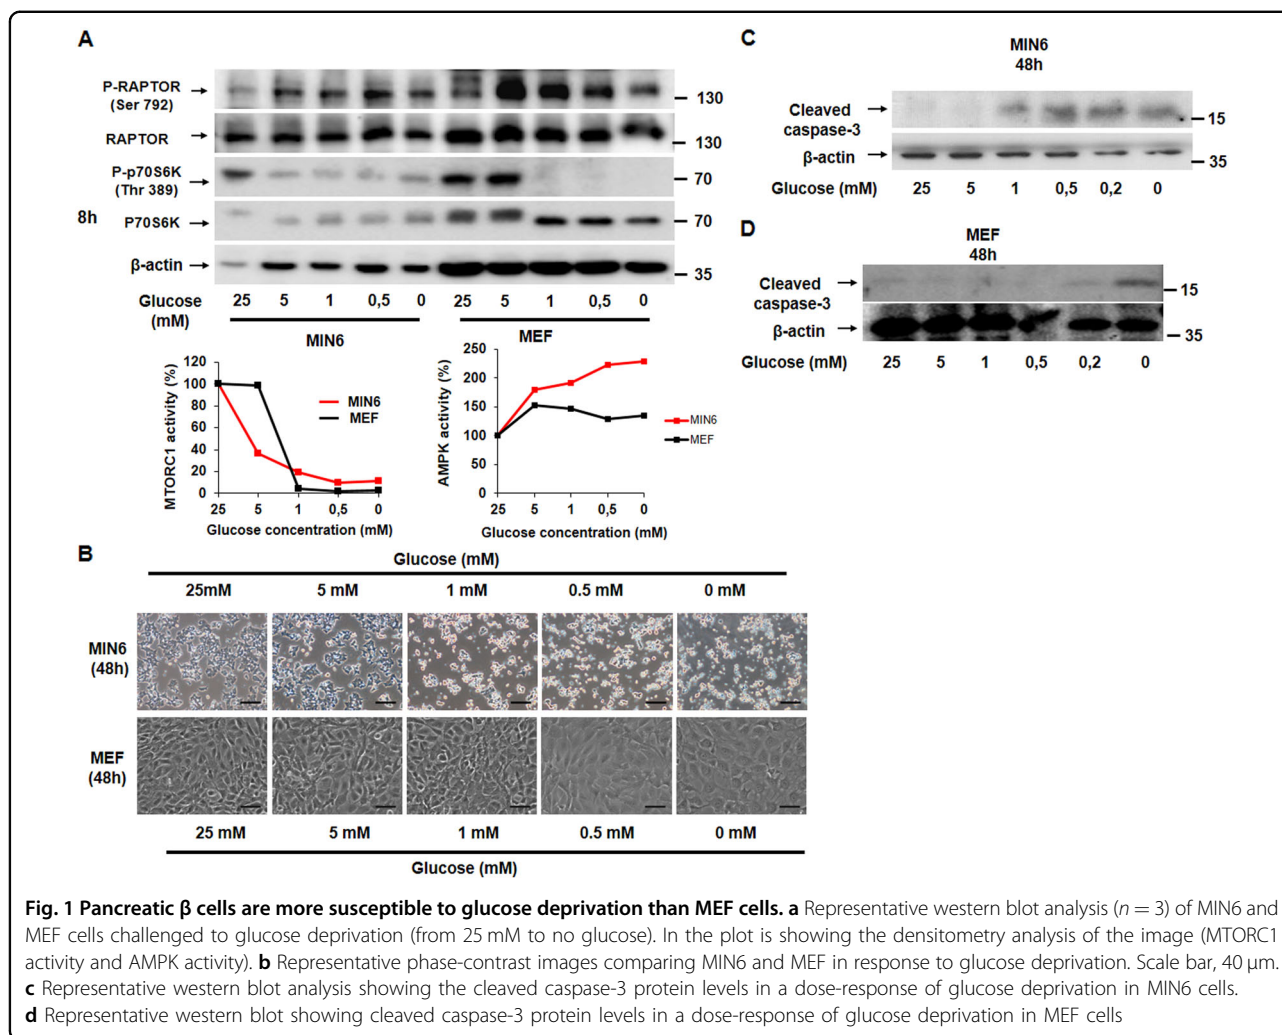 A
P-RAPTOR
(Ser 792)
130
RAPTOR
130
P-p70S6K
(Thr 389)
70
8h
P70S6K
70
β-actin
35
Glucose
(mM)
25 5 1 0,5 0 25 5 1 0,5 0
MIN6 MEF
MTORC1 activity (%)
120
100
80
60
40
20
0
MIN6
MEF
25 5 1 0,5 0
Glucose concentration (mM)
AMPK activity (%)
250
200
150
100
50
0
MIN6
MEF
25 5 1 0,5 0
Glucose concentration (mM)
B
Glucose (mM)
25mM 5 mM 1 mM 0.5 mM 0 mM
MIN6
(48h)
MEF
(48h)
25 mM 5 mM 1 mM 0.5 mM 0 mM
Glucose (mM)
C
MIN6
48h
Cleaved
caspase-3
15
β-actin
35
Glucose (mM) 25 5 1 0,5 0,2 0
D
MEF
48h
Cleaved
caspase-3
15
β-actin
35
Glucose (mM) 25 5 1 0,5 0,2 0
Fig. 1 Pancreatic β cells are more susceptible to glucose deprivation than MEF cells. a Representative western blot analysis (n = 3) of MIN6 and
MEF cells challenged to glucose deprivation (from 25 mM to no glucose). In the plot is showing the densitometry analysis of the image (MTORC1
activity and AMPK activity). b Representative phase-contrast images comparing MIN6 and MEF in response to glucose deprivation. Scale bar, 40 μm.
c Representative western blot analysis showing the cleaved caspase-3 protein levels in a dose-response of glucose deprivation in MIN6 cells.
d Representative western blot showing cleaved caspase-3 protein levels in a dose-response of glucose deprivation in MEF cells